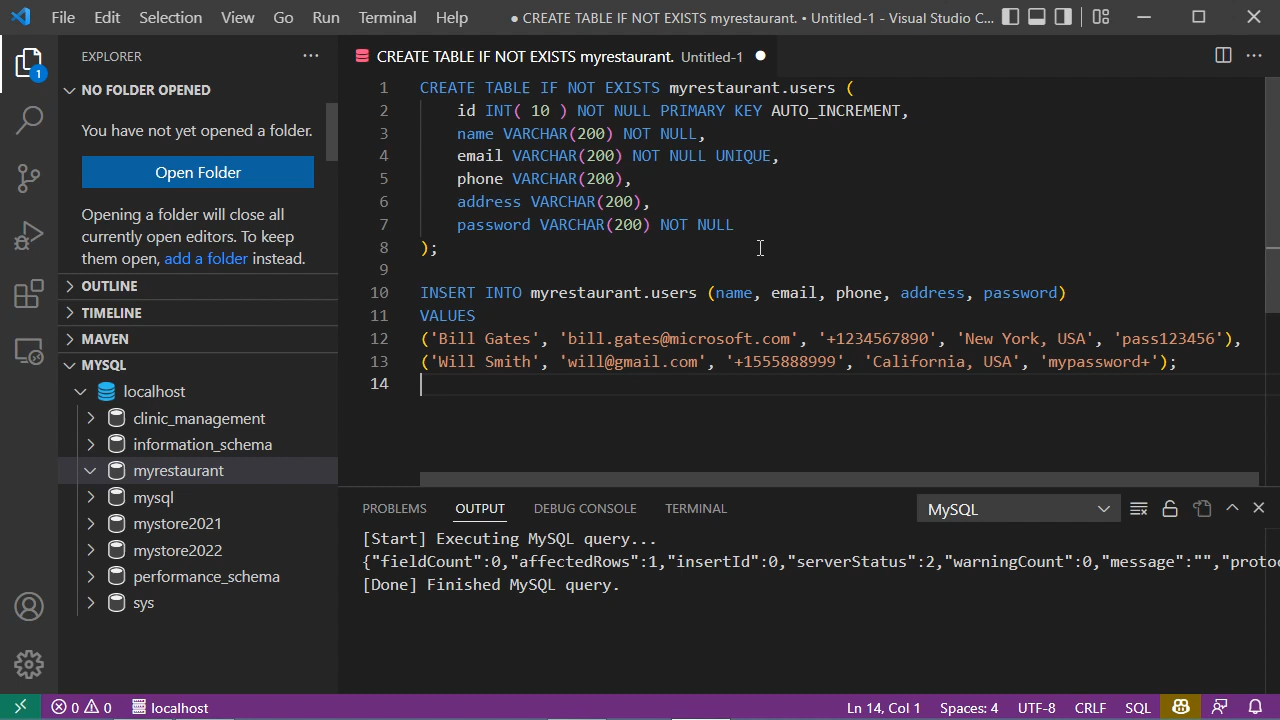 File Edit Selection View Go Run Terminal Help ● CREATE TABLE IF NOT EXISTS myrestaurant. • Untitled-1 - Visual Studio C...
EXPLORER ...
1
NO FOLDER OPENED
You have not yet opened a folder.
Open Folder
Opening a folder will close all
currently open editors. To keep
them open, add a folder instead.
OUTLINE
TIMELINE
MAVEN
MYSQL
localhost
clinic_management
information_schema
myrestaurant
mysql
mystore2021
mystore2022
performance_schema
sys
CREATE TABLE IF NOT EXISTS myrestaurant. Untitled-1 ●
1 CREATE TABLE IF NOT EXISTS myrestaurant.users (
2 id INT( 10 ) NOT NULL PRIMARY KEY AUTO_INCREMENT,
3 name VARCHAR(200) NOT NULL,
4 email VARCHAR(200) NOT NULL UNIQUE,
5 phone VARCHAR(200),
6 address VARCHAR(200),
7 password VARCHAR(200) NOT NULL
8 );
9
10 INSERT INTO myrestaurant.users (name, email, phone, address, password)
11 VALUES
12 ('Bill Gates', 'bill.gates@microsoft.com', '+1234567890', 'New York, USA', 'pass123456'),
13 ('Will Smith', 'will@gmail.com', '+1555888999', 'California, USA', 'mypassword+');
14
PROBLEMS OUTPUT DEBUG CONSOLE TERMINAL MySQL
[Start] Executing MySQL query...
{"fieldCount":0,"affectedRows":1,"insertId":0,"serverStatus":2,"warningCount":0,"message":"","proto
[Done] Finished MySQL query.
0 0 localhost Ln 14, Col 1 Spaces: 4 UTF-8 CRLF SQL